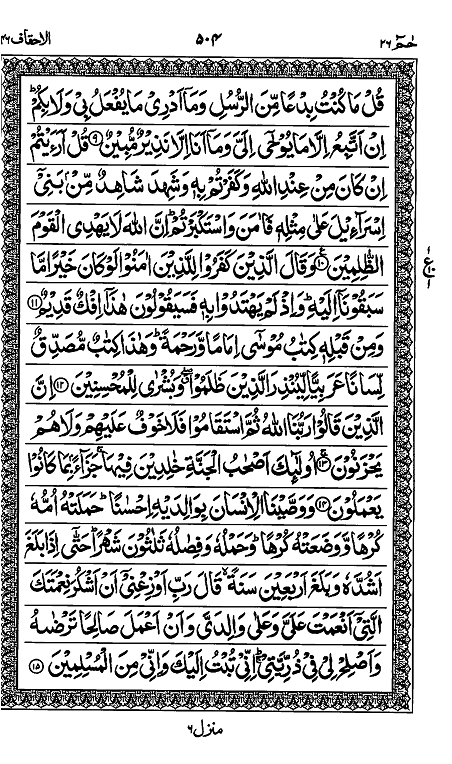 حٰمٓ ۲۶ ۵۰۴ الاحقاف ۴۶
قُلْ مَا كُنْتُ بِدْعًا مِّنَ الرُّسُلِ وَمَاۤ اَدْرِیْ مَا یُفْعَلُ بِیْ وَلَا بِكُمْؕ
اِنْ اَتَّبِعُ اِلَّا مَا یُوْحٰۤی اِلَیَّ وَمَاۤ اَنَا اِلَّا نَذِیْرٌ مُّبِیْنٌ ۹ قُلْ اَرَءَیْتُمْ
اِنْ كَانَ مِنْ عِنْدِ اللّٰهِ وَكَفَرْتُمْ بِهٖ وَشَهِدَ شَاهِدٌ مِّنْۢ بَنِیْۤ
اِسْرَآءِیْلَ عَلٰی مِثْلِهٖ فَاٰمَنَ وَاسْتَكْبَرْتُمْؕ اِنَّ اللّٰهَ لَا یَهْدِی الْقَوْمَ
الظّٰلِمِیْنَ ۱۰ وَقَالَ الَّذِیْنَ كَفَرُوْا لِلَّذِیْنَ اٰمَنُوْا لَوْ كَانَ خَیْرًا مَّا
سَبَقُوْنَاۤ اِلَیْهِؕ وَاِذْ لَمْ یَهْتَدُوْا بِهٖ فَسَیَقُوْلُوْنَ هٰذَاۤ اِفْكٌ قَدِیْمٌ ۱۱
وَمِنْ قَبْلِهٖ كِتٰبُ مُوْسٰۤی اِمَامًا وَّرَحْمَةًؕ وَهٰذَا كِتٰبٌ مُّصَدِّقٌ
لِّسَانًا عَرَبِیًّا لِّیُنْذِرَ الَّذِیْنَ ظَلَمُوْا وَبُشْرٰی لِلْمُحْسِنِیْنَ ۱۲ اِنَّ
الَّذِیْنَ قَالُوْا رَبُّنَا اللّٰهُ ثُمَّ اسْتَقَامُوْا فَلَا خَوْفٌ عَلَیْهِمْ وَلَا هُمْ
یَحْزَنُوْنَ ۱۳ اُولٰٓئِكَ اَصْحٰبُ الْجَنَّةِ خٰلِدِیْنَ فِیْهَا جَزَآءًۢ بِمَا كَانُوْا
یَعْمَلُوْنَ ۱۴ وَوَصَّیْنَا الْاِنْسَانَ بِوَالِدَیْهِ اِحْسٰنًاؕ حَمَلَتْهُ اُمُّهٗ
كُرْهًا وَّوَضَعَتْهُ كُرْهًاؕ وَحَمْلُهٗ وَفِصٰلُهٗ ثَلٰثُوْنَ شَهْرًاؕ حَتّٰۤی اِذَا بَلَغَ
اَشُدَّهٗ وَبَلَغَ اَرْبَعِیْنَ سَنَةًۙ قَالَ رَبِّ اَوْزِعْنِیْۤ اَنْ اَشْكُرَ نِعْمَتَكَ
الَّتِیْۤ اَنْعَمْتَ عَلَیَّ وَعَلٰی وَالِدَیَّ وَاَنْ اَعْمَلَ صَالِحًا تَرْضٰىهُ
وَاَصْلِحْ لِیْ فِیْ ذُرِّیَّتِیْؕ اِنِّیْ تُبْتُ اِلَیْكَ وَاِنِّیْ مِنَ الْمُسْلِمِیْنَ ۱۵
منزل ۶